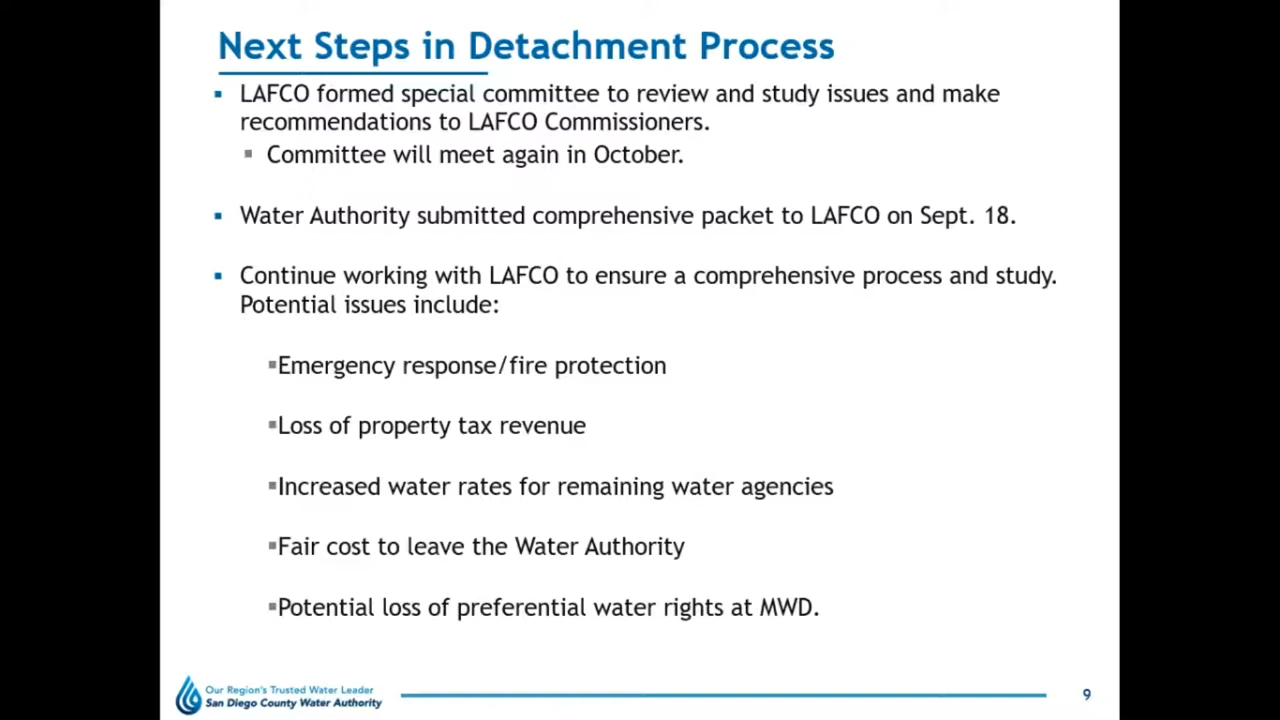 Next Steps in Detachment Process
▪ LAFCO formed special committee to review and study issues and make
recommendations to LAFCO Commissioners.
▪ Committee will meet again in October.
▪ Water Authority submitted comprehensive packet to LAFCO on Sept. 18.
▪ Continue working with LAFCO to ensure a comprehensive process and study.
Potential issues include:
▪Emergency response/fire protection
▪Loss of property tax revenue
▪Increased water rates for remaining water agencies
▪Fair cost to leave the Water Authority
▪Potential loss of preferential water rights at MWD.
Our Region's Trusted Water Leader
San Diego County Water Authority
9